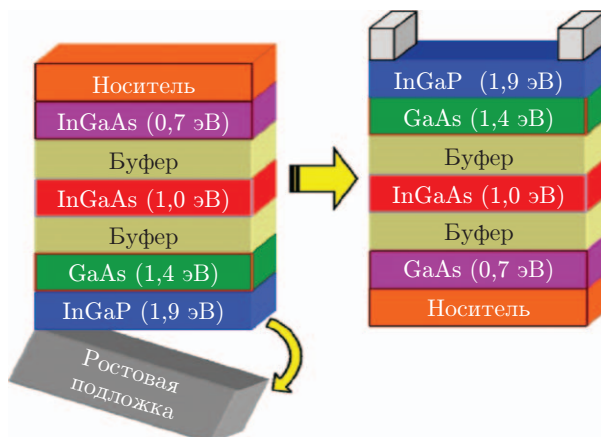 Носитель
InGaAs (0,7 эВ)
Буфер
InGaAs (1,0 эВ)
Буфер
GaAs (1,4 эВ)
InGaP (1,9 эВ)
Ростовая
подложка
InGaP (1,9 эВ)
GaAs (1,4 эВ)
Буфер
InGaAs (1,0 эВ)
Буфер
GaAs (0,7 эВ)
Носитель